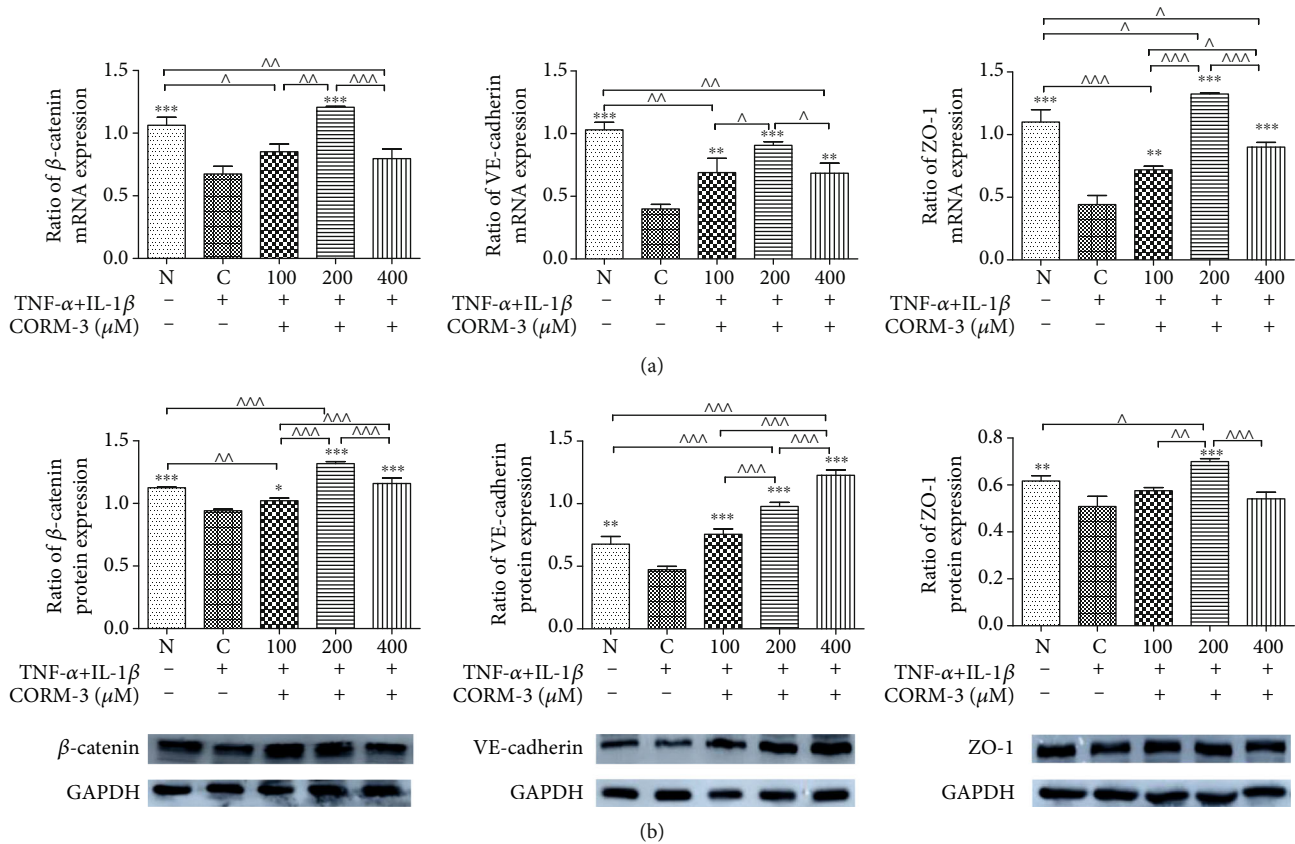 ^^
^ ^^ ^^^
1.5
1.0
0.5
0.0
Ratio of β-catenin
mRNA expression
*** ***
N C 100 200 400
TNF-α+IL-1β − + + + +
CORM-3 (μM) − − + + +
^^
^^
^ ^
1.5
1.0
0.5
0.0
Ratio of VE-cadherin
mRNA expression
*** ** *** **
N C 100 200 400
TNF-α+IL-1β − + + + +
CORM-3 (μM) − − + + +
^
^
^
^^^ ^^^
^^^
1.5
1.0
0.5
0.0
Ratio of ZO-1
mRNA expression
*** ** *** ***
N C 100 200 400
TNF-α+IL-1β − + + + +
CORM-3 (μM) − − + + +
(a)
^^^
^^^
^^^ ^^^
^^
1.5
1.0
0.5
0.0
Ratio of β-catenin
protein expression
*** * *** ***
N C 100 200 400
TNF-α+IL-1β − + + + +
CORM-3 (μM) − − + + +
β-catenin
GAPDH
^^^
^^^
^^^ ^^^
^^^
1.5
1.0
0.5
0.0
Ratio of VE-cadherin
protein expression
** *** *** ***
N C 100 200 400
TNF-α+IL-1β − + + + +
CORM-3 (μM) − − + + +
VE-cadherin
GAPDH
^
^^ ^^^
0.8
0.6
0.4
0.2
0.0
Ratio of ZO-1
protein expression
** ***
N C 100 200 400
TNF-α+IL-1β − + + + +
CORM-3 (μM) − − + + +
ZO-1
GAPDH
(b)